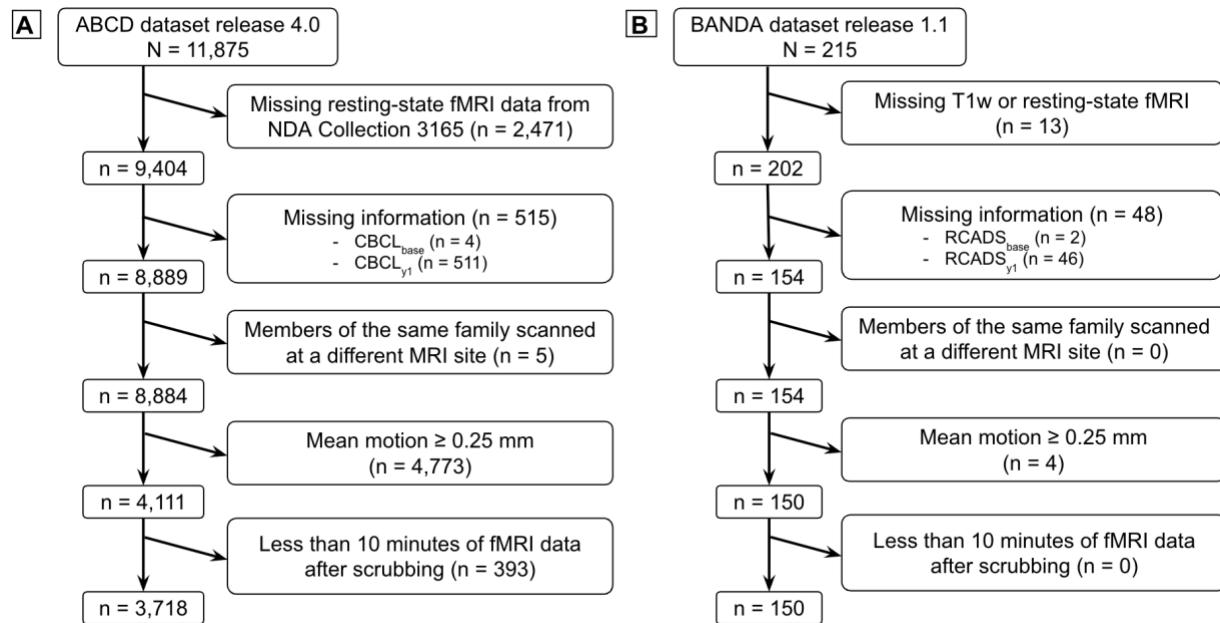 A
ABCD dataset release 4.0
N = 11,875
Missing resting-state fMRI data from
NDA Collection 3165 (n = 2,471)
n = 9,404
Missing information (n = 515)
- CBCLbase (n = 4)
- CBCLy1 (n = 511)
n = 8,889
Members of the same family scanned
at a different MRI site (n = 5)
n = 8,884
Mean motion ≥ 0.25 mm
(n = 4,773)
n = 4,111
Less than 10 minutes of fMRI data
after scrubbing (n = 393)
n = 3,718
B
BANDA dataset release 1.1
N = 215
Missing T1w or resting-state fMRI
(n = 13)
n = 202
Missing information (n = 48)
- RCADSbase (n = 2)
- RCADSy1 (n = 46)
n = 154
Members of the same family scanned
at a different MRI site (n = 0)
n = 154
Mean motion ≥ 0.25 mm
(n = 4)
n = 150
Less than 10 minutes of fMRI data
after scrubbing (n = 0)
n = 150